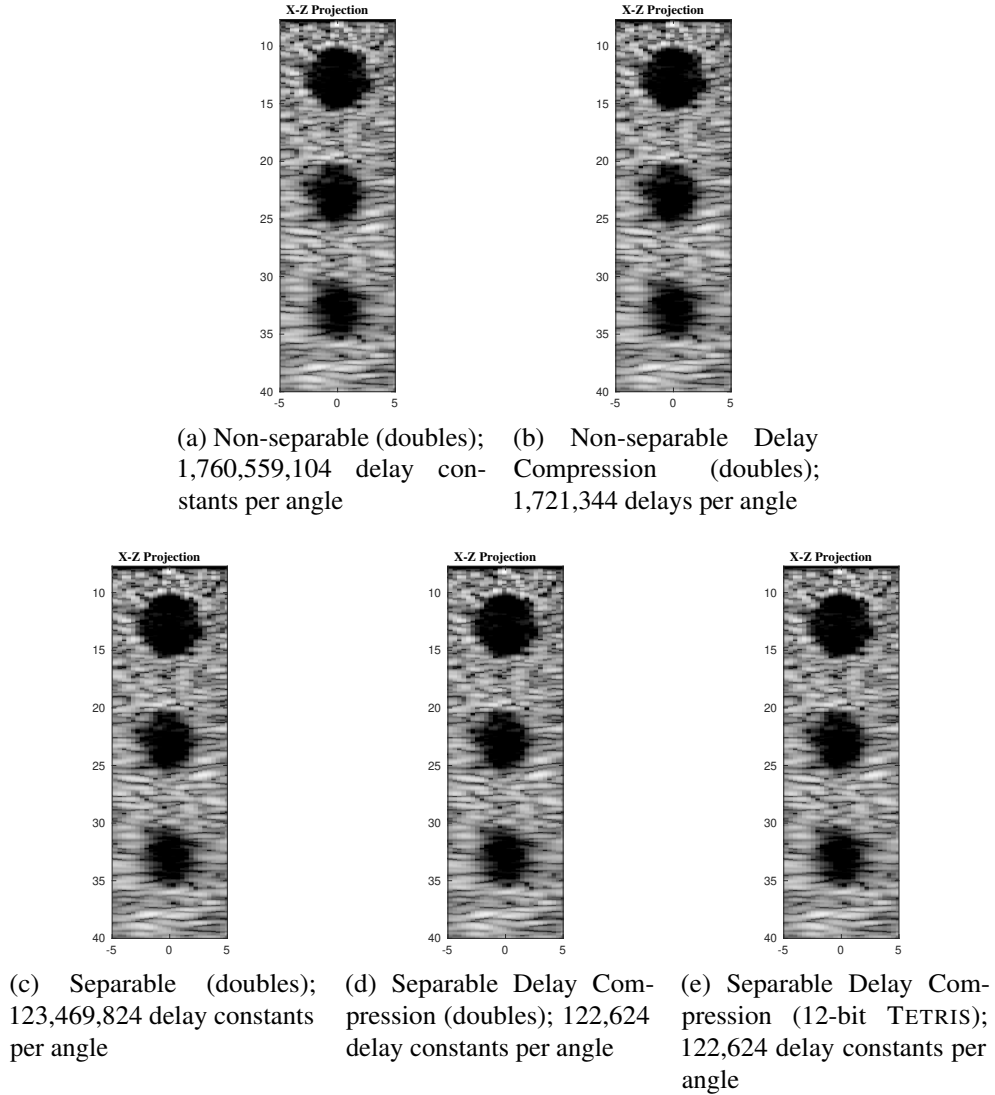 X-Z Projection
X-Z Projection
10
15
20
25
30
35
40
-5 0 5
10
15
20
25
30
35
40
-5 0 5
(a) Non-separable (doubles);
1,760,559,104 delay con-
stants per angle
(b) Non-separable Delay
Compression (doubles);
1,721,344 delays per angle
X-Z Projection
X-Z Projection
X-Z Projection
10
15
20
25
30
35
40
-5 0 5
10
15
20
25
30
35
40
-5 0 5
10
15
20
25
30
35
40
-5 0 5
(c) Separable (doubles);
123,469,824 delay constants
per angle
(d) Separable Delay Com-
pression (doubles); 122,624
delay constants per angle
(e) Separable Delay Com-
pression (12-bit TETRIS);
122,624 delay constants per
angle